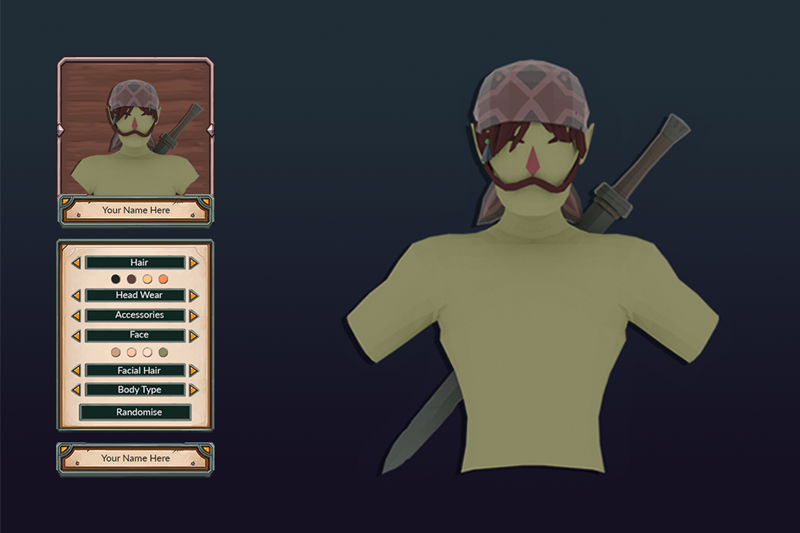 Your Name Here
Hair
Head Wear
Accessories
Face
Facial Hair
Body Type
Randomise
Your Name Here